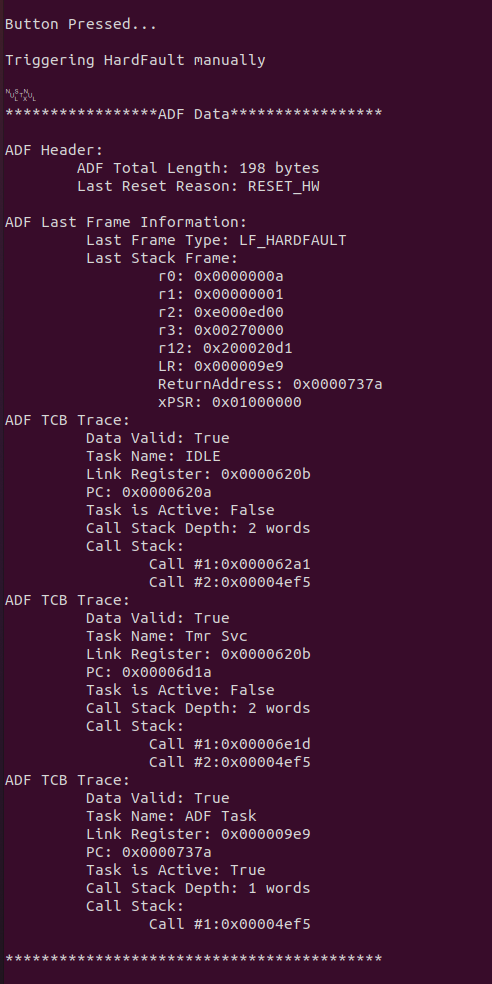 Button Pressed...
Triggering HardFault manually
*****************ADF Data*****************
ADF Header:
ADF Total Length: 198 bytes
Last Reset Reason: RESET_HW
ADF Last Frame Information:
Last Frame Type: LF_HARDFAULT
Last Stack Frame:
r0: 0x0000000a
r1: 0x00000001
r2: 0xe000ed00
r3: 0x00270000
r12: 0x200020d1
LR: 0x000009e9
ReturnAddress: 0x0000737a
xPSR: 0x01000000
ADF TCB Trace:
Data Valid: True
Task Name: IDLE
Link Register: 0x0000620b
PC: 0x0000620a
Task is Active: False
Call Stack Depth: 2 words
Call Stack:
Call #1:0x000062a1
Call #2:0x00004ef5
ADF TCB Trace:
Data Valid: True
Task Name: Tmr Svc
Link Register: 0x0000620b
PC: 0x00006d1a
Task is Active: False
Call Stack Depth: 2 words
Call Stack:
Call #1:0x00006e1d
Call #2:0x00004ef5
ADF TCB Trace:
Data Valid: True
Task Name: ADF Task
Link Register: 0x000009e9
PC: 0x0000737a
Task is Active: True
Call Stack Depth: 1 words
Call Stack:
Call #1:0x00004ef5
******************************************